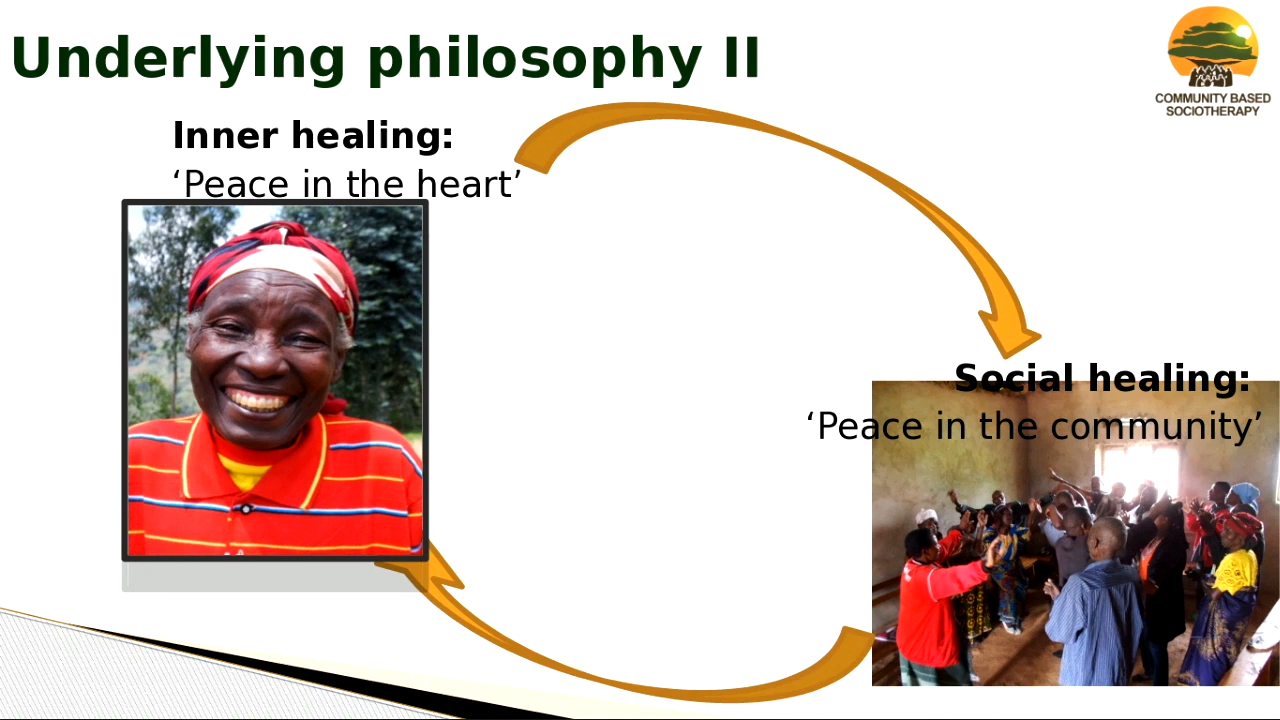 Underlying philosophy II
COMMUNITY BASED
SOCIOTHERAPY
Inner healing:
‘Peace in the heart’
Social healing:
‘Peace in the community’